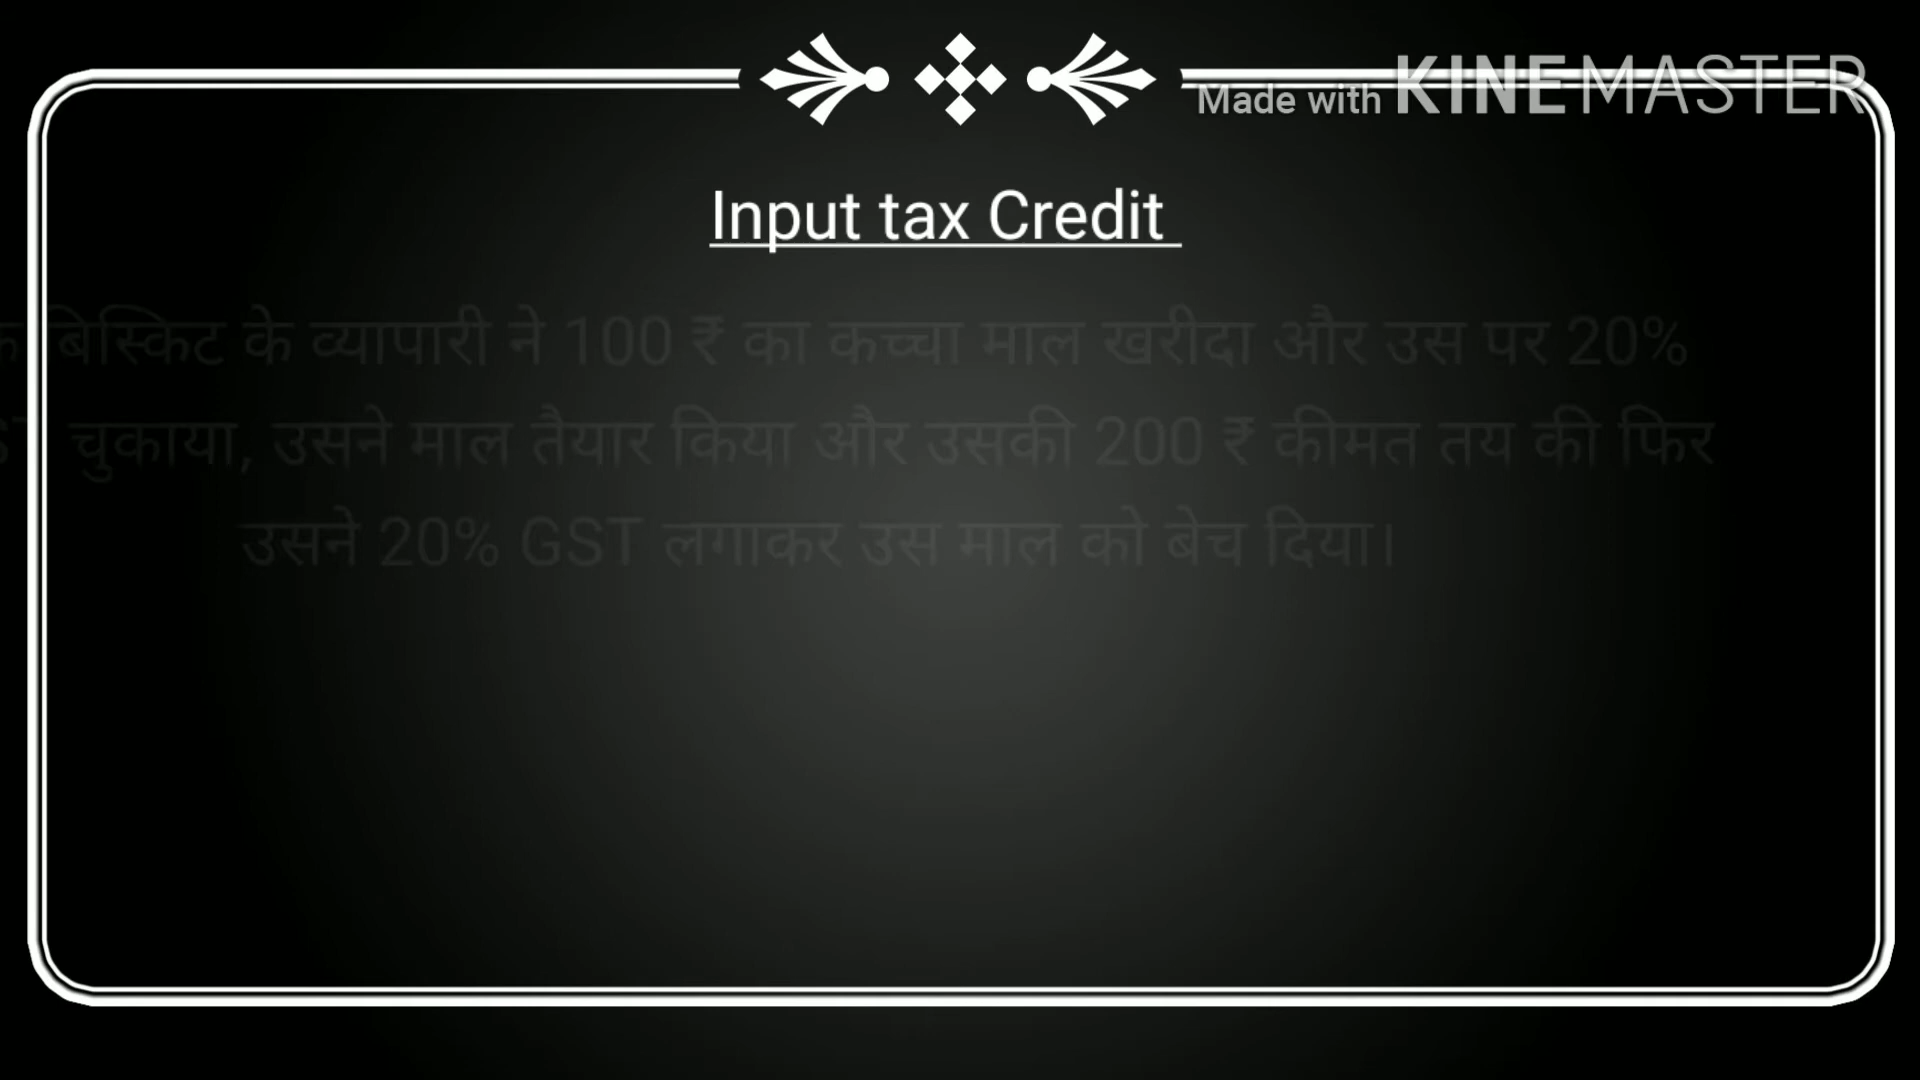 Made with KINEMASTER
Input tax Credit
बिस्किट के व्यापारी ने 100 ₹ का कच्चा माल खरीदा और उस पर 20%
चुकाया, उसने माल तैयार किया और उसकी 200 ₹ कीमत तय की फिर
उसने 20% GST लगाकर उस माल को बेच दिया।